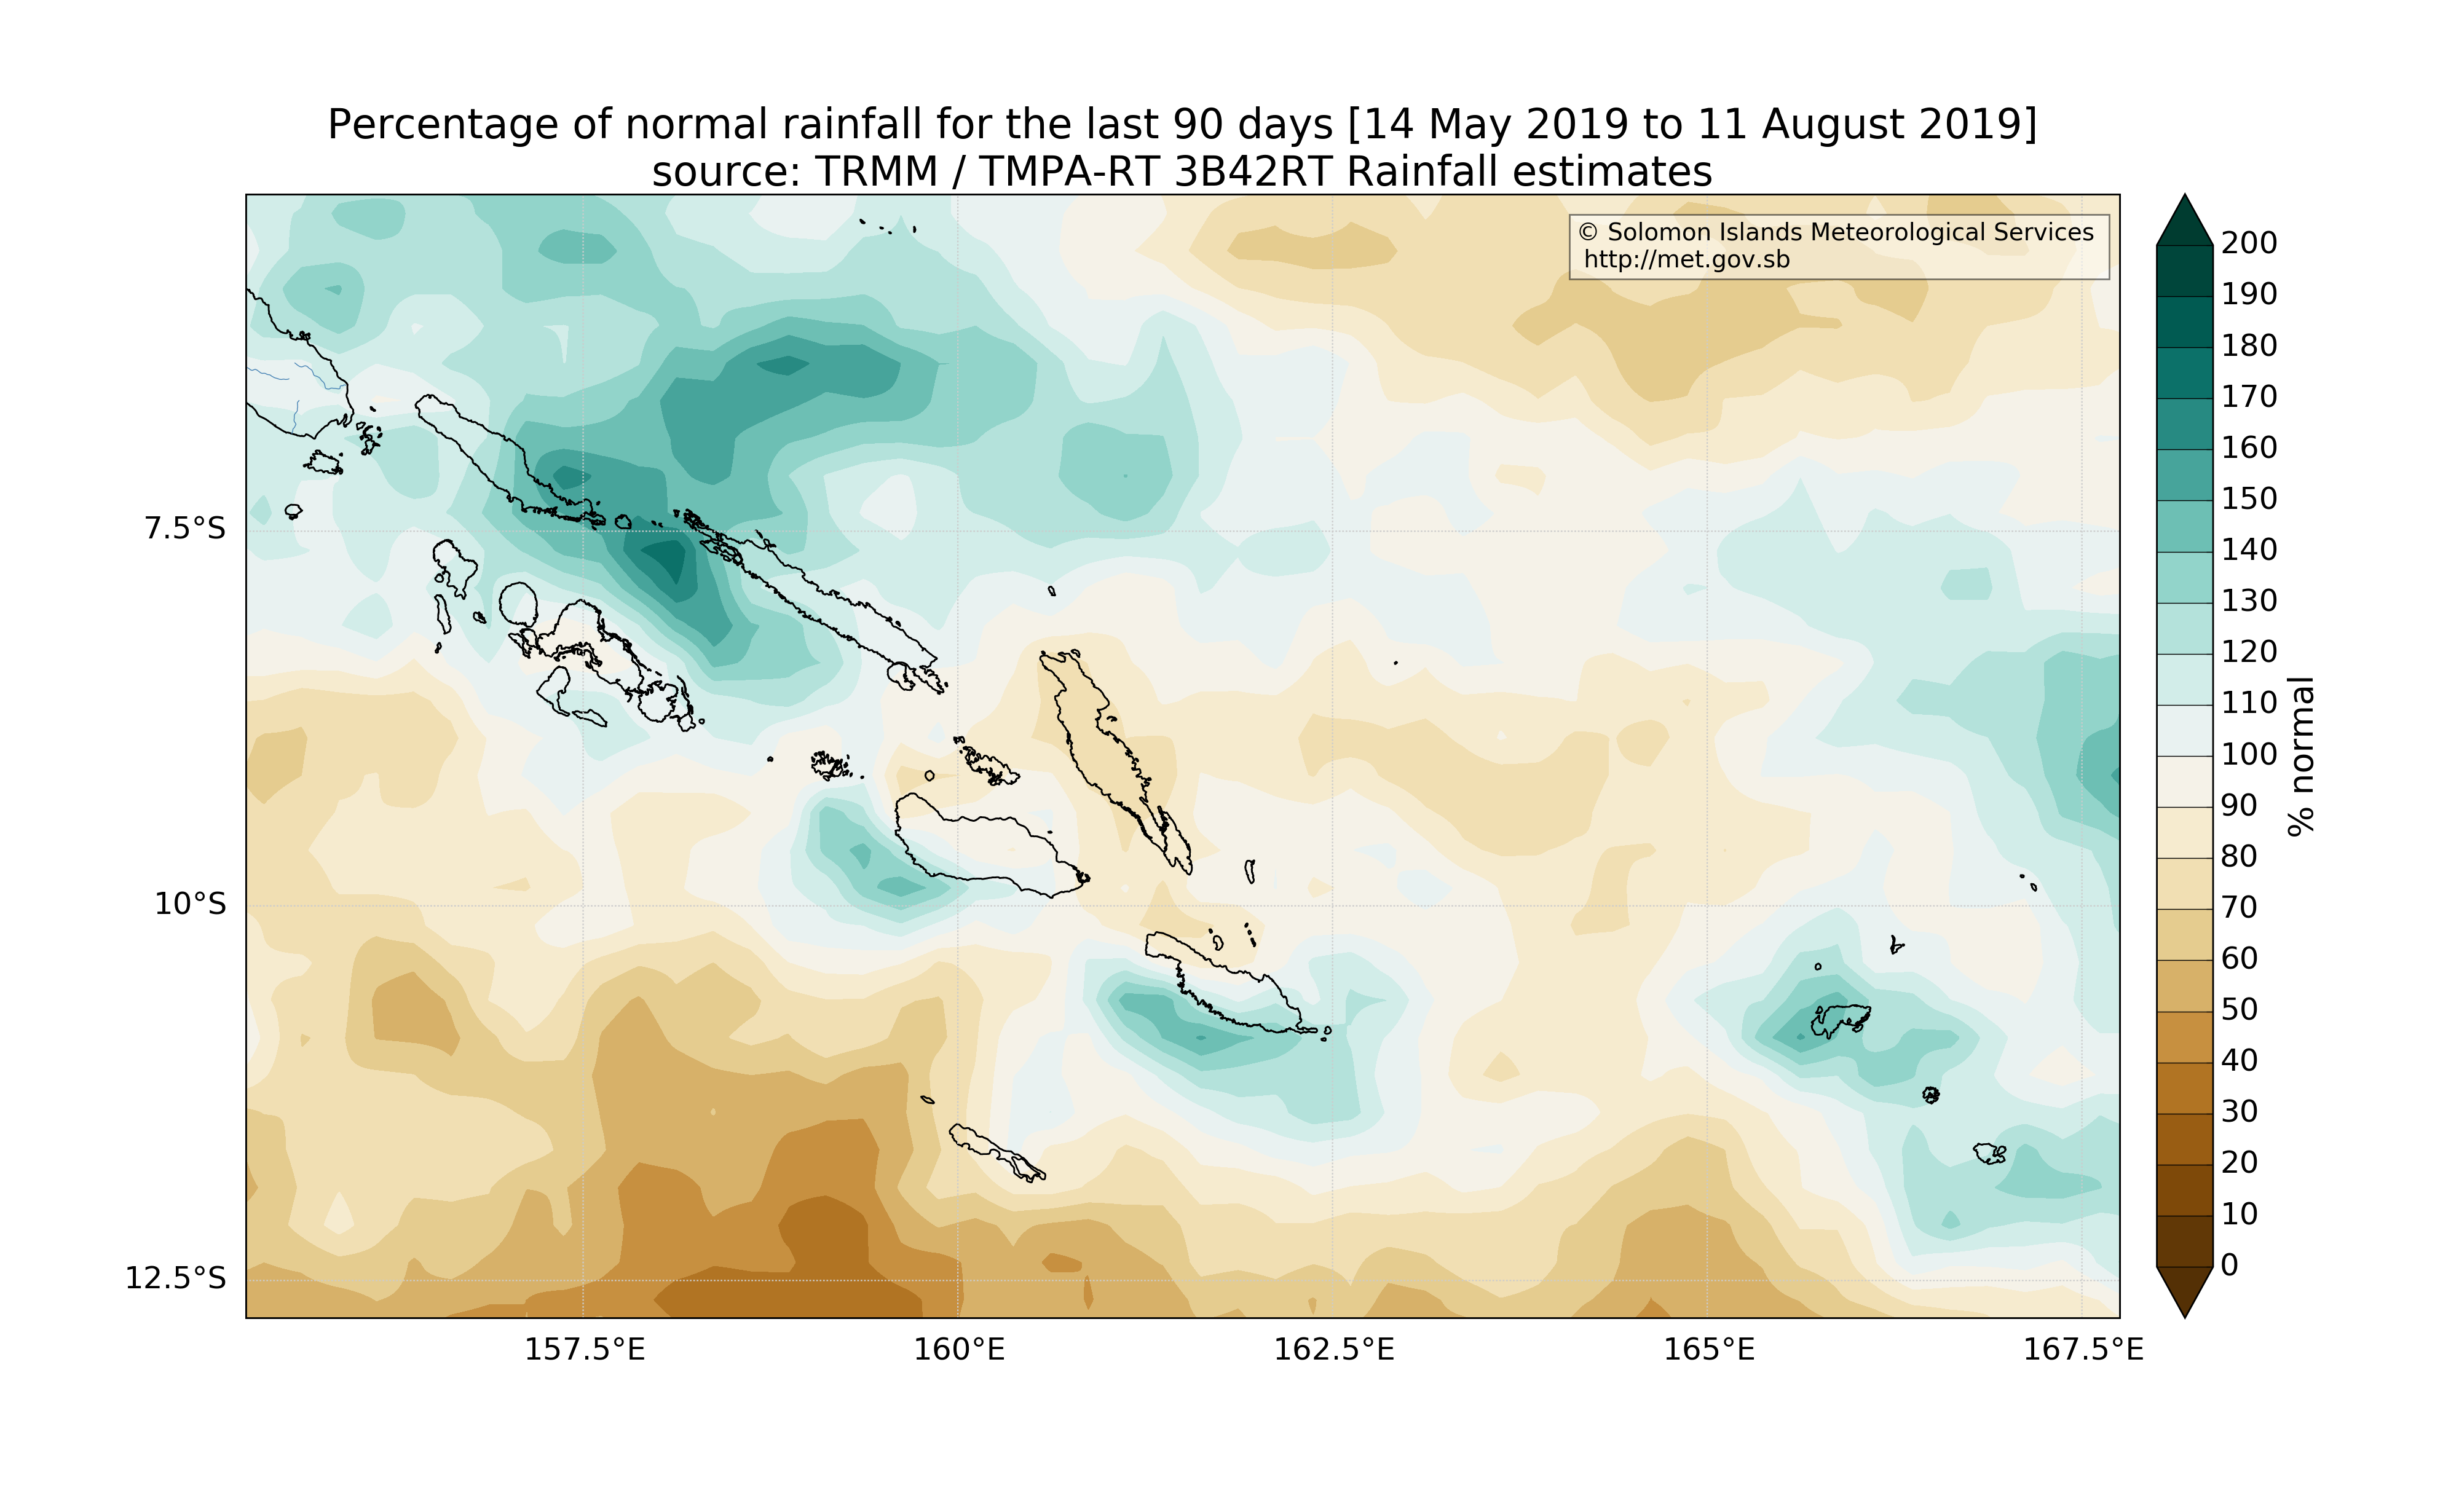 Percentage of normal rainfall for the last 90 days [14 May 2019 to 11 August 2019]
source: TRMM / TMPA-RT 3B42RT Rainfall estimates
© Solomon Islands Meteorological Services
http://met.gov.sb
7.5°S
10°S
12.5°S
157.5°E
160°E
162.5°E
165°E
167.5°E
200
190
180
170
160
150
140
130
120
110
100
90
80
70
60
50
40
30
20
10
0
% normal